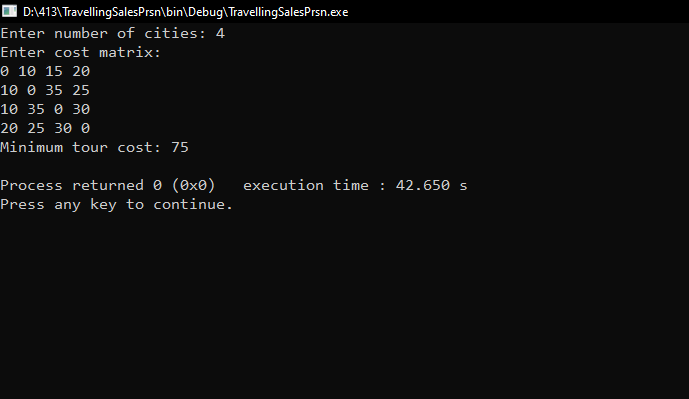 D:\413\TravellingSalesPrsn\bin\Debug\TravellingSalesPrsn.exe
Enter number of cities: 4
Enter cost matrix:
0 10 15 20
10 0 35 25
10 35 0 30
20 25 30 0
Minimum tour cost: 75
Process returned 0 (0x0)   execution time : 42.650 s
Press any key to continue.